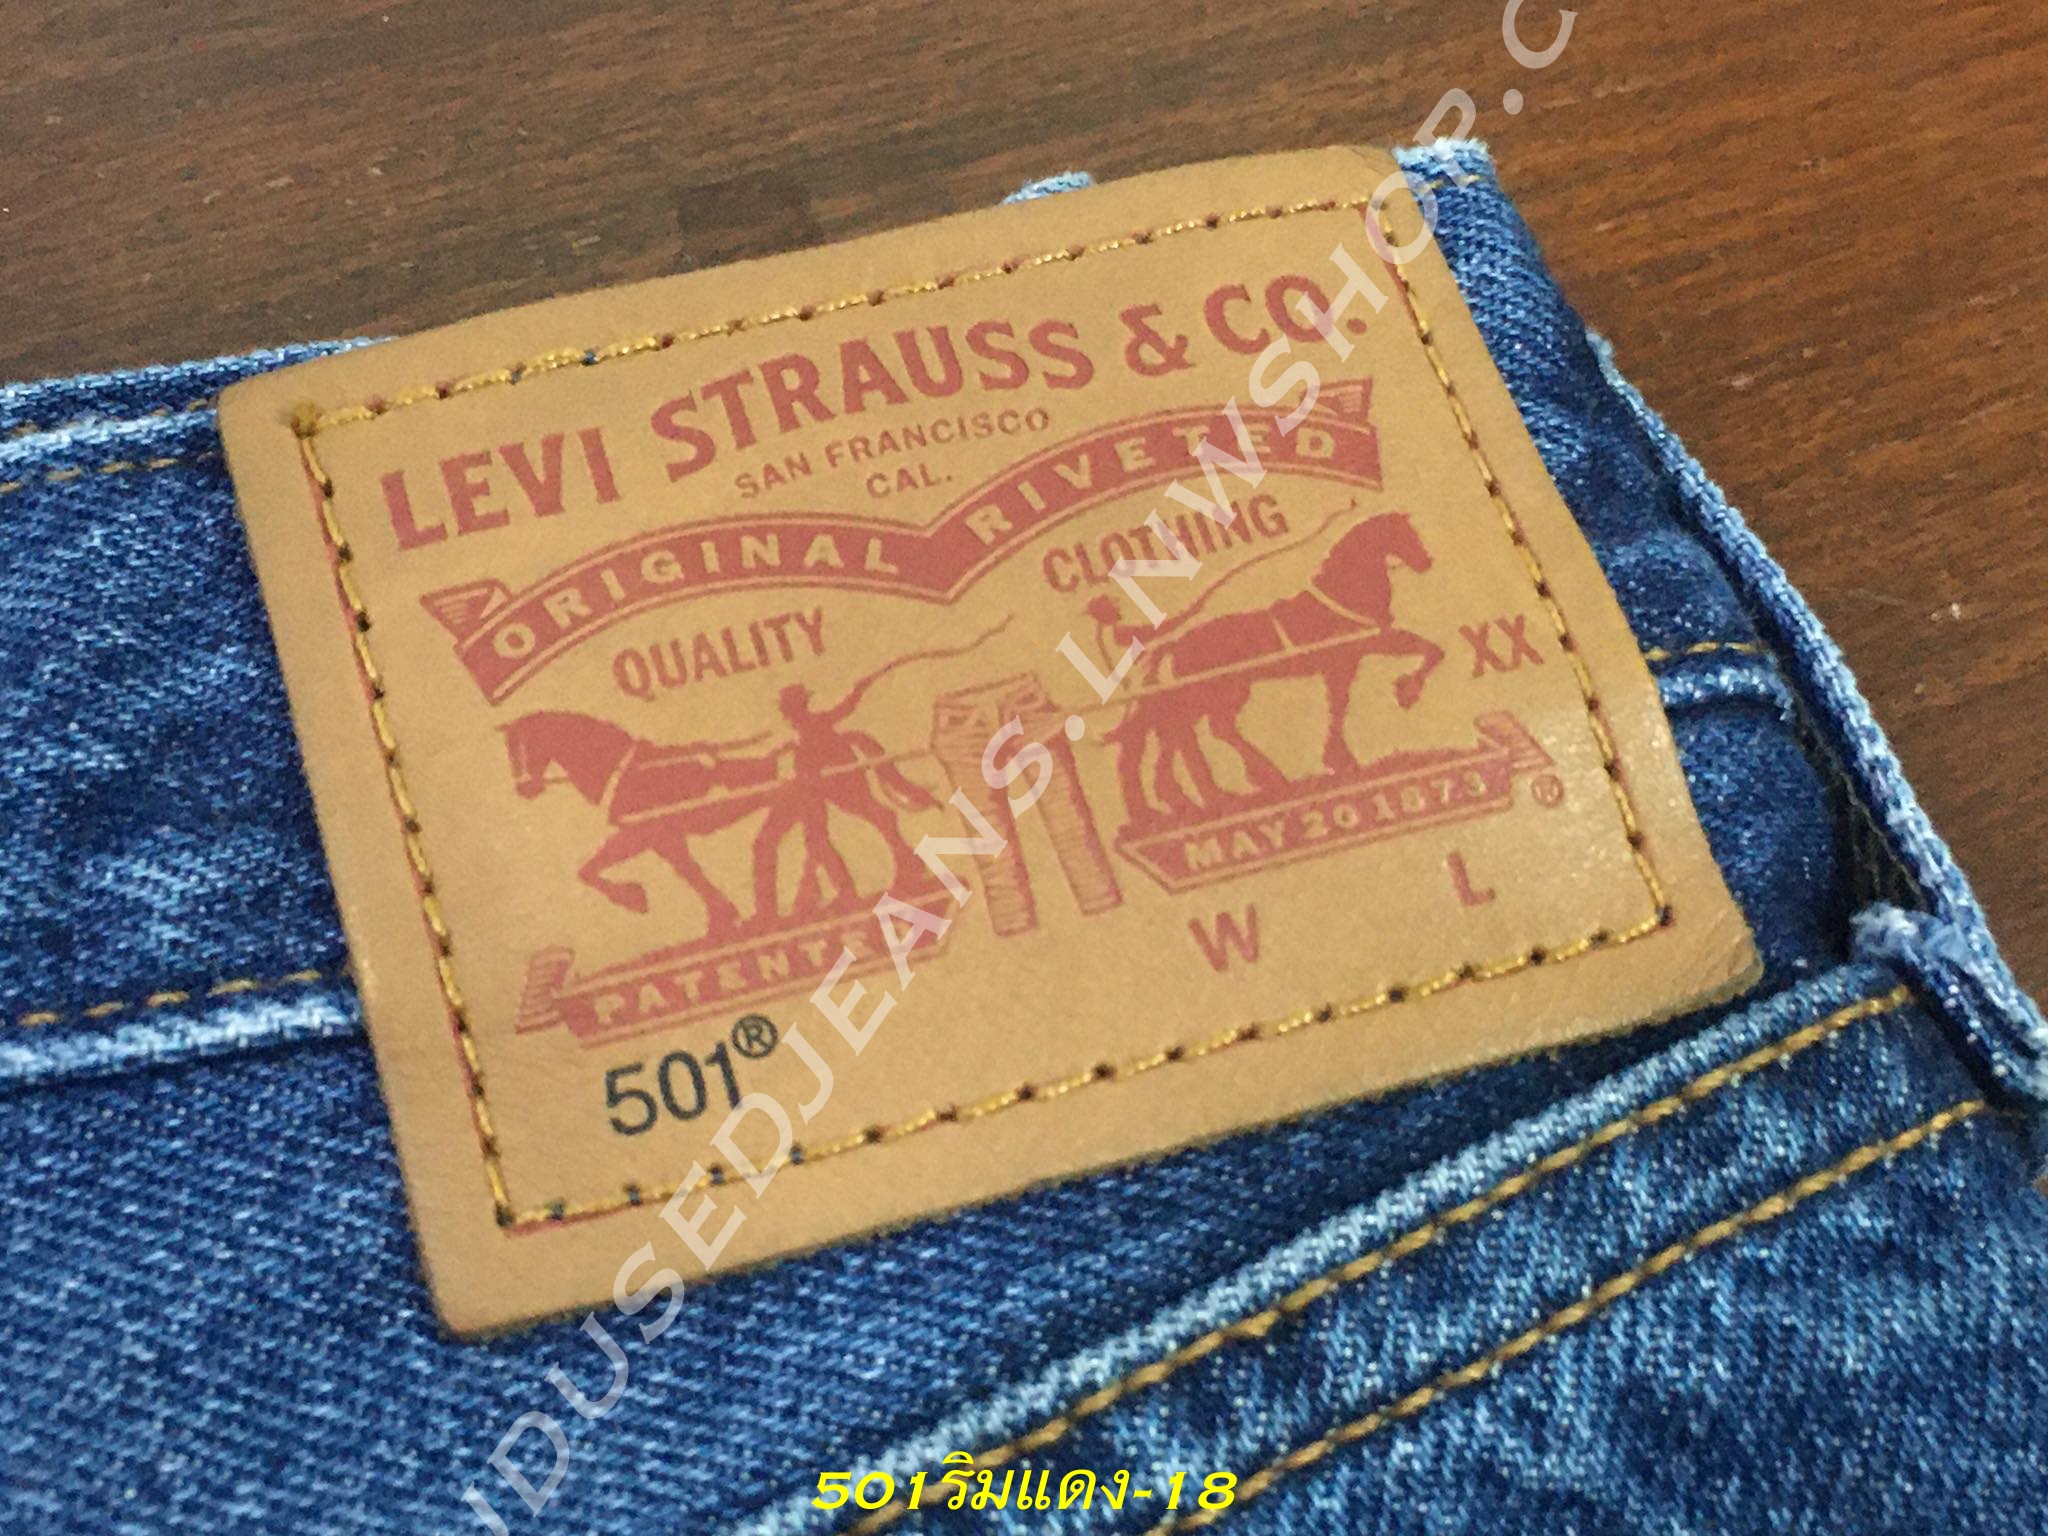 LEVI STRAUSS & CO.
SAN FRANCISCO
CAL.
ORIGINAL RIVETED
QUALITY CLOTHING
XX
PATENTED MAY 20 1873 ®
W L
501®
JDUSEDJEANS.LNWSHOP.C
501ริมแดง-18